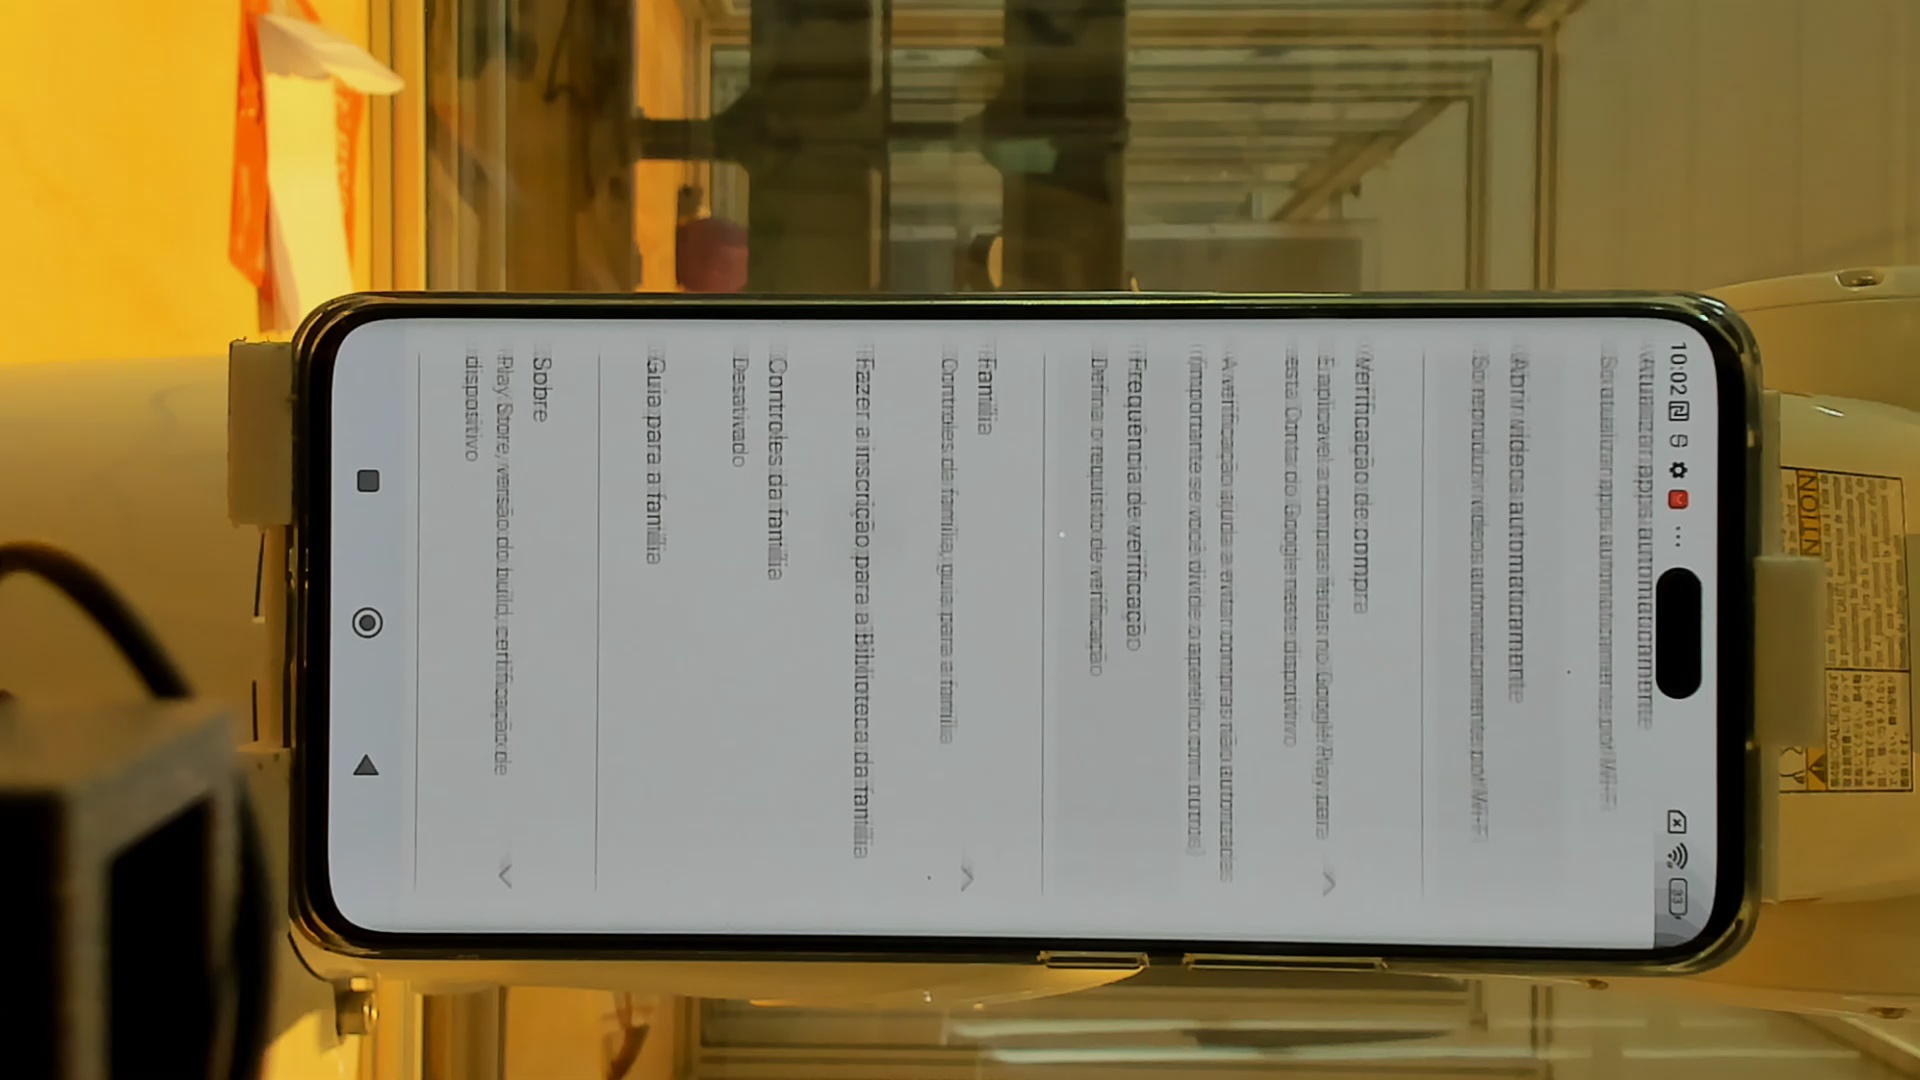 10:02
33
Atualizar apps automaticamente
Só atualizar apps automaticamente por Wi-Fi
Abrir vídeos automaticamente
Só reproduzir vídeos automaticamente por Wi-Fi
Verificação de compra
É aplicável a compras feitas no Google Play para
esta Conta do Google neste dispositivo
A verificação ajuda a evitar compras não autorizadas
(importante se você divide o aparelho com outros)
Frequência de verificação
Defina o requisito de verificação
Família
Controles da família, guia para a família
Fazer a inscrição para a Biblioteca da família
Controles da família
Desativado
Guia para a família
Sobre
Play Store, versão do build, certificação de
dispositivo
NOTIN